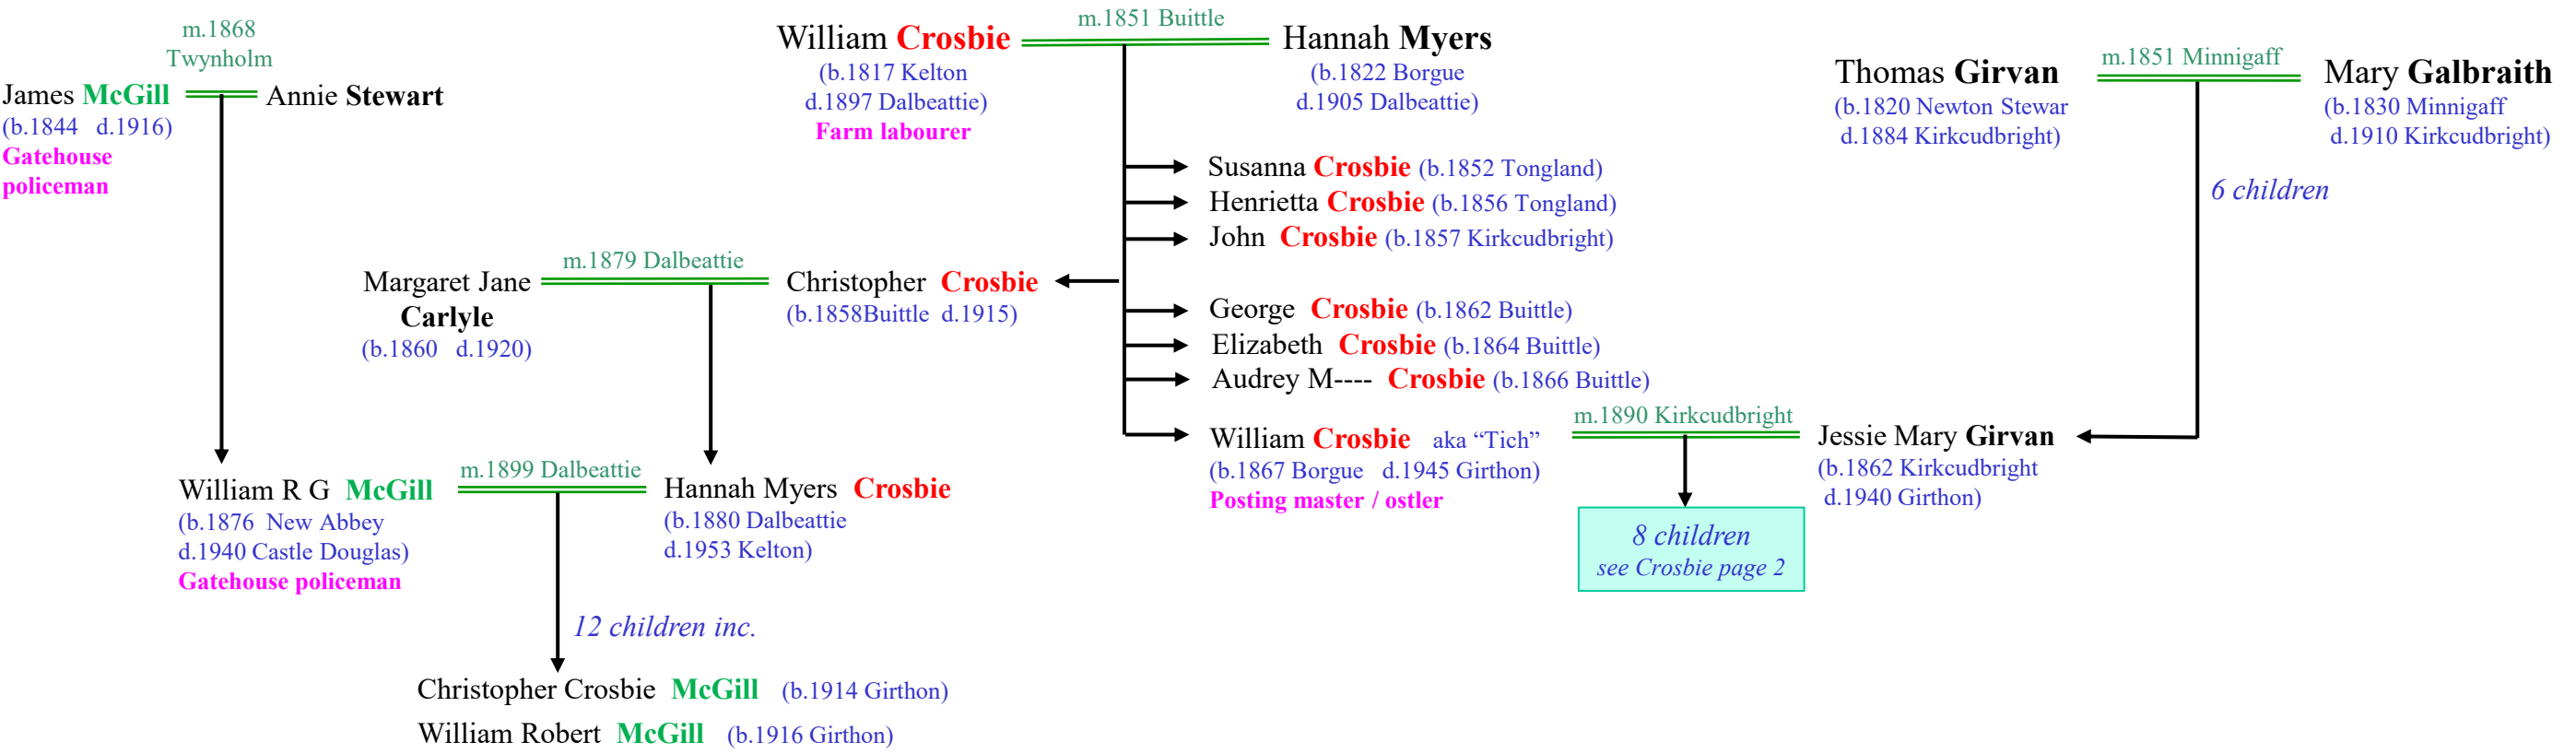 m.1868
Twynholm
James McGill
Annie Stewart
(b.1844 d.1916)
Gatehouse
policeman
William Crosbie
m.1851 Buittle
Hannah Myers
(b.1817 Kelton
d.1897 Dalbeattie)
Farm labourer
(b.1822 Borgue
d.1905 Dalbeattie)
Thomas Girvan
m.1851 Minnigaff
Mary Galbraith
(b.1820 Newton Stewar
d.1884 Kirkcudbright)
(b.1830 Minnigaff
d.1910 Kirkcudbright)
6 children
Susanna Crosbie (b.1852 Tongland)
Henrietta Crosbie (b.1856 Tongland)
John Crosbie (b.1857 Kirkcudbright)
Margaret Jane
Carlyle
(b.1860 d.1920)
m.1879 Dalbeattie
Christopher Crosbie
(b.1858Buittle d.1915)
George Crosbie (b.1862 Buittle)
Elizabeth Crosbie (b.1864 Buittle)
Audrey M---- Crosbie (b.1866 Buittle)
William Crosbie aka “Tich”
(b.1867 Borgue d.1945 Girthon)
Posting master / ostler
m.1890 Kirkcudbright
Jessie Mary Girvan
(b.1862 Kirkcudbright
d.1940 Girthon)
8 children
see Crosbie page 2
William R G McGill
(b.1876 New Abbey
d.1940 Castle Douglas)
Gatehouse policeman
m.1899 Dalbeattie
Hannah Myers Crosbie
(b.1880 Dalbeattie
d.1953 Kelton)
12 children inc.
Christopher Crosbie McGill (b.1914 Girthon)
William Robert McGill (b.1916 Girthon)